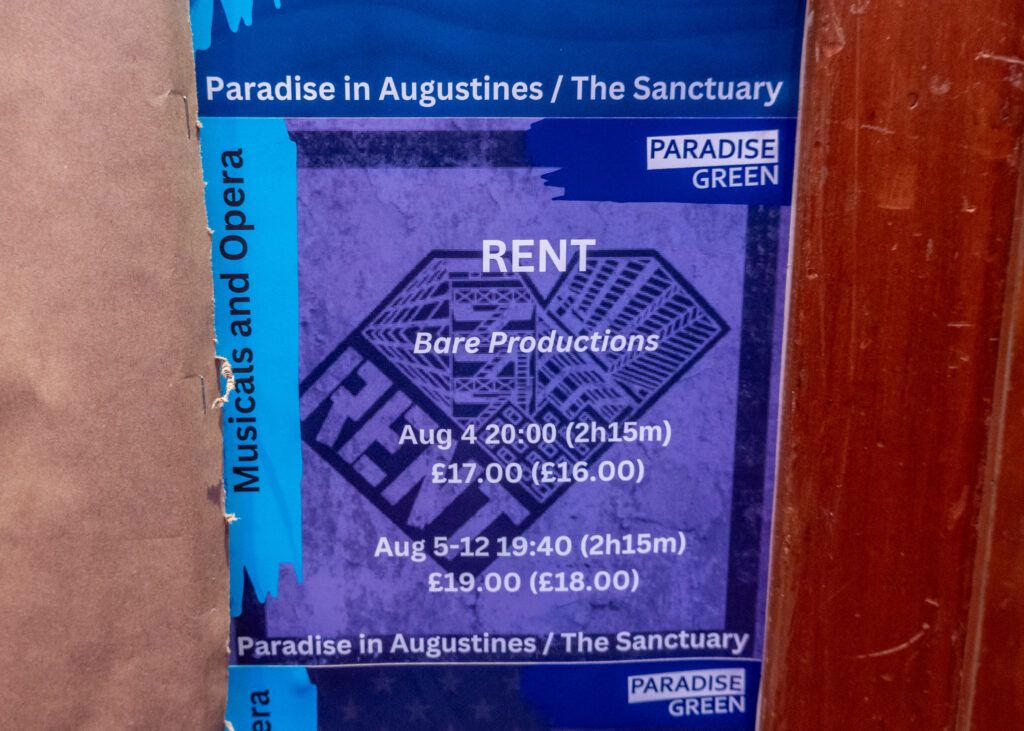 Paradise in Augustines / The Sanctuary
Musicals and Opera
PARADISE
GREEN
RENT
Bare Productions
RENT
Aug 4 20:00 (2h15m)
£17.00 (£16.00)
Aug 5-12 19:40 (2h15m)
£19.00 (£18.00)
Paradise in Augustines / The Sanctuary
era
PARADISE
GREEN